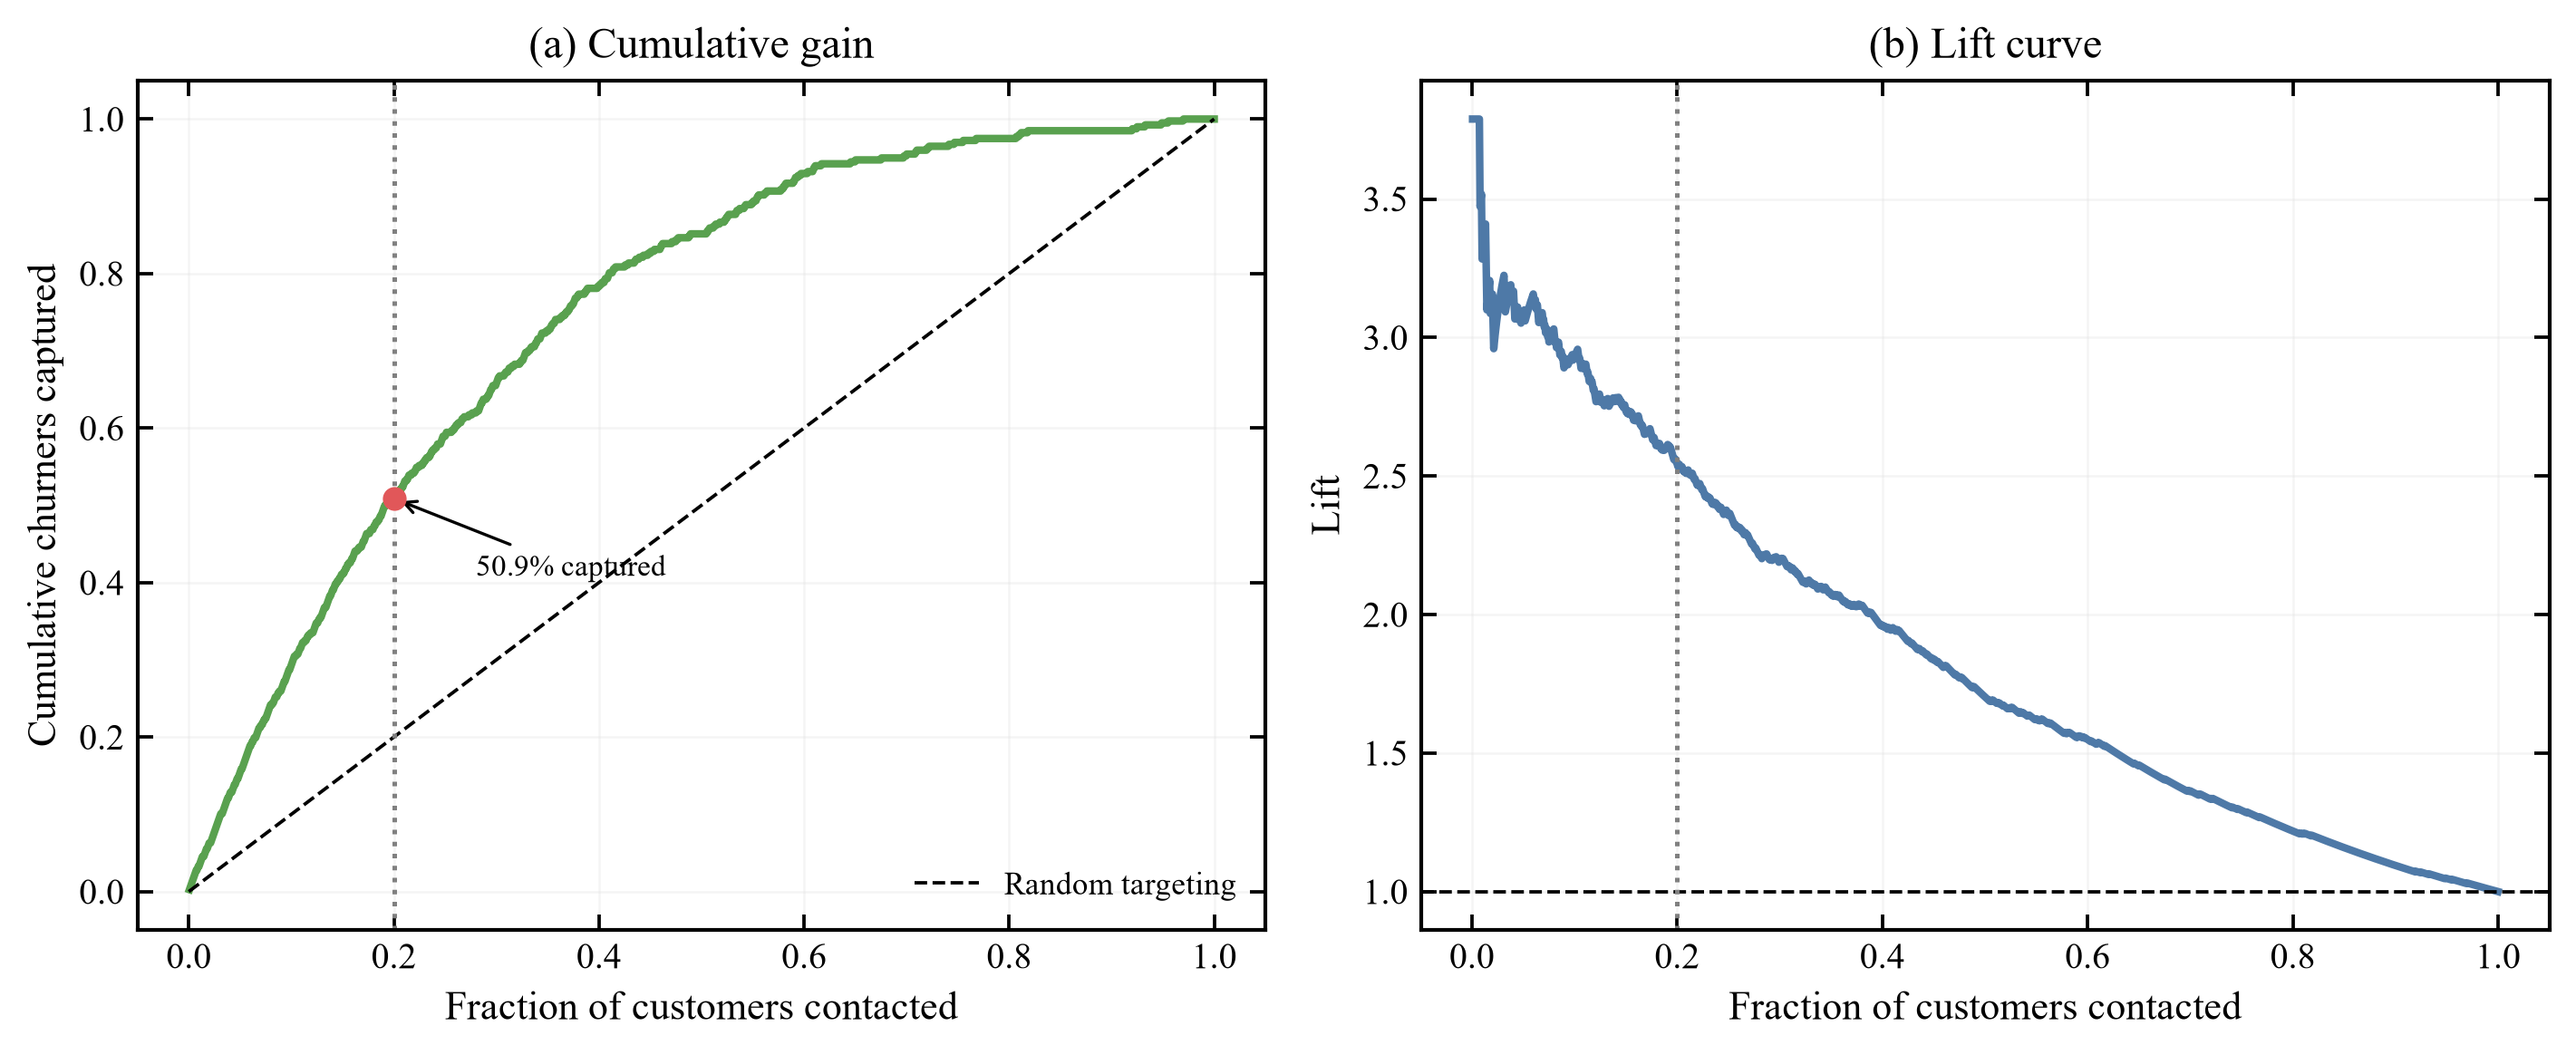 (a) Cumulative gain
Cumulative churners captured
1.0
0.8
0.6
0.4
0.2
0.0
50.9% captured
Random targeting
0.0 0.2 0.4 0.6 0.8 1.0
Fraction of customers contacted
(b) Lift curve
Lift
3.5
3.0
2.5
2.0
1.5
1.0
0.0 0.2 0.4 0.6 0.8 1.0
Fraction of customers contacted